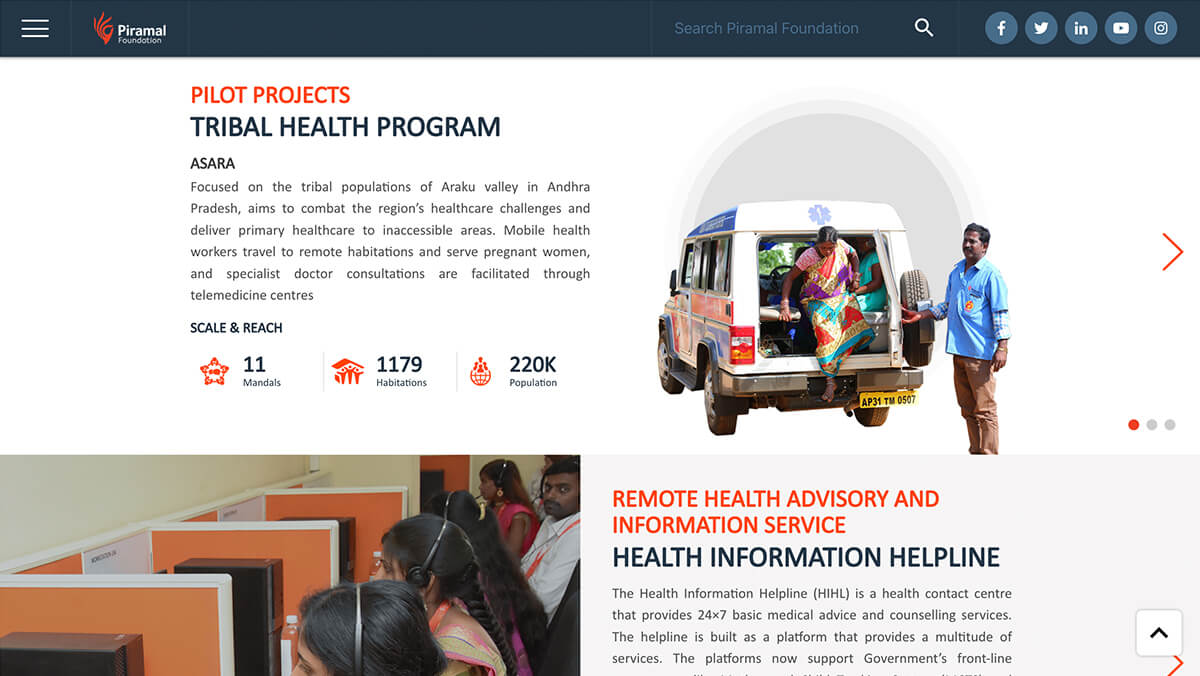 Piramal
Foundation
Search Piramal Foundation
PILOT PROJECTS
TRIBAL HEALTH PROGRAM
ASARA
Focused on the tribal populations of Araku valley in Andhra
Pradesh, aims to combat the region’s healthcare challenges and
deliver primary healthcare to inaccessible areas. Mobile health
workers travel to remote habitations and serve pregnant women,
and specialist doctor consultations are facilitated through
telemedicine centres
SCALE & REACH
11
Mandals
1179
Habitations
220K
Population
AP31 TM 0507
REMOTE HEALTH ADVISORY AND
INFORMATION SERVICE
HEALTH INFORMATION HELPLINE
The Health Information Helpline (HIHL) is a health contact centre
that provides 24×7 basic medical advice and counselling services.
The helpline is built as a platform that provides a multitude of
services. The platforms now support Government’s front-line